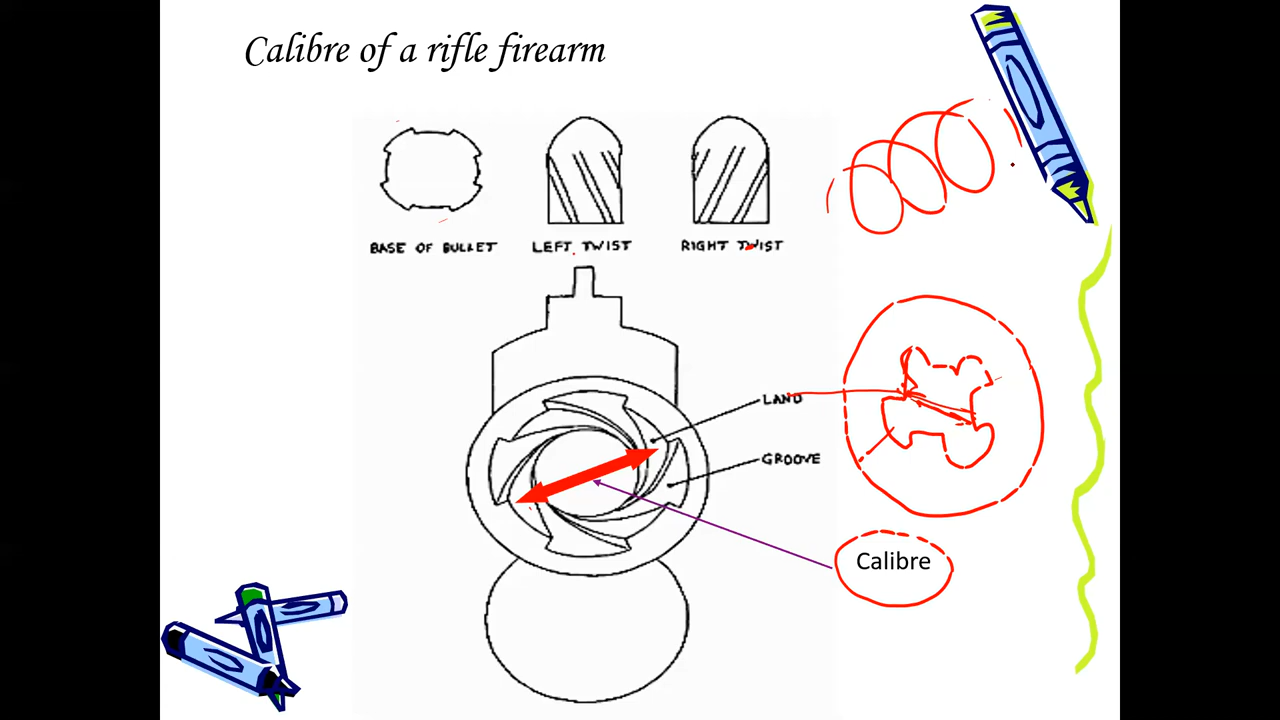 Calibre of a rifle firearm
BASE OF BULLET
LEFT TWIST
RIGHT TWIST
LAND
GROOVE
Calibre